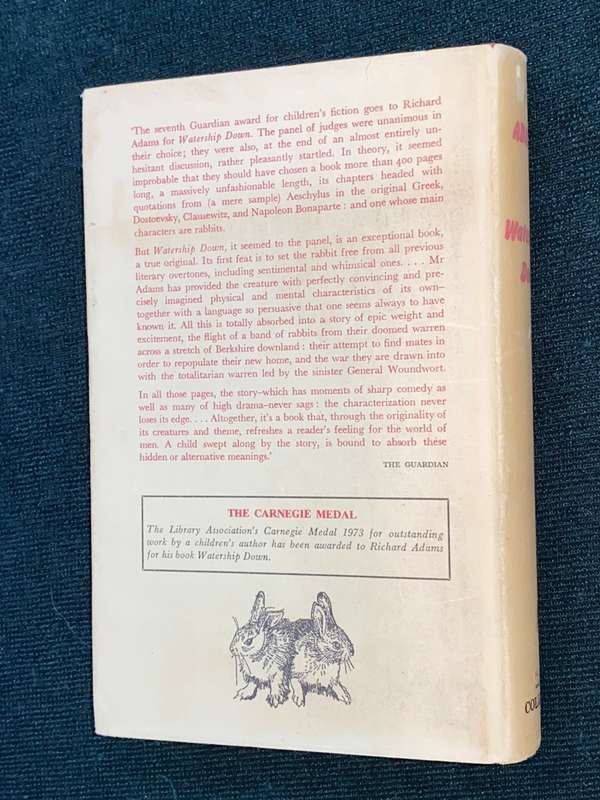 'The seventh Guardian award for children's fiction goes to Richard
Adams for Watership Down. The panel of judges were unanimous in
their choice; they were also, at the end of an almost entirely un-
hesitant discussion, rather pleasantly startled. In theory, it seemed
improbable that they should have chosen a book more than 400 pages
long, a massively unfashionable length, its chapters headed with
quotations from (a mere sample) Aeschylus in the original Greek,
Dostoevsky, Clausewitz, and Napoleon Bonaparte : and one whose main
characters are rabbits.
But Watership Down, it seemed to the panel, is an exceptional book,
a true original. Its first feat is to set the rabbit free from all previous
literary overtones, including sentimental and whimsical ones. . . . Mr
Adams has provided the creature with perfectly convincing and pre-
cisely imagined physical and mental characteristics of its own–
together with a language so persuasive that one seems always to have
known it. All this is totally absorbed into a story of epic weight and
excitement, the flight of a band of rabbits from their doomed warren
across a stretch of Berkshire downland : their attempt to find mates in
order to repopulate their new home, and the war they are drawn into
with the totalitarian warren led by the sinister General Woundwort.
In all those pages, the story–which has moments of sharp comedy as
well as many of high drama–never sags : the characterization never
loses its edge. . . . Altogether, it's a book that, through the originality of
its creatures and theme, refreshes a reader's feeling for the world of
men. A child swept along by the story, is bound to absorb these
hidden or alternative meanings.'
THE GUARDIAN
THE CARNEGIE MEDAL
The Library Association's Carnegie Medal 1973 for outstanding
work by a children's author has been awarded to Richard Adams
for his book Watership Down.